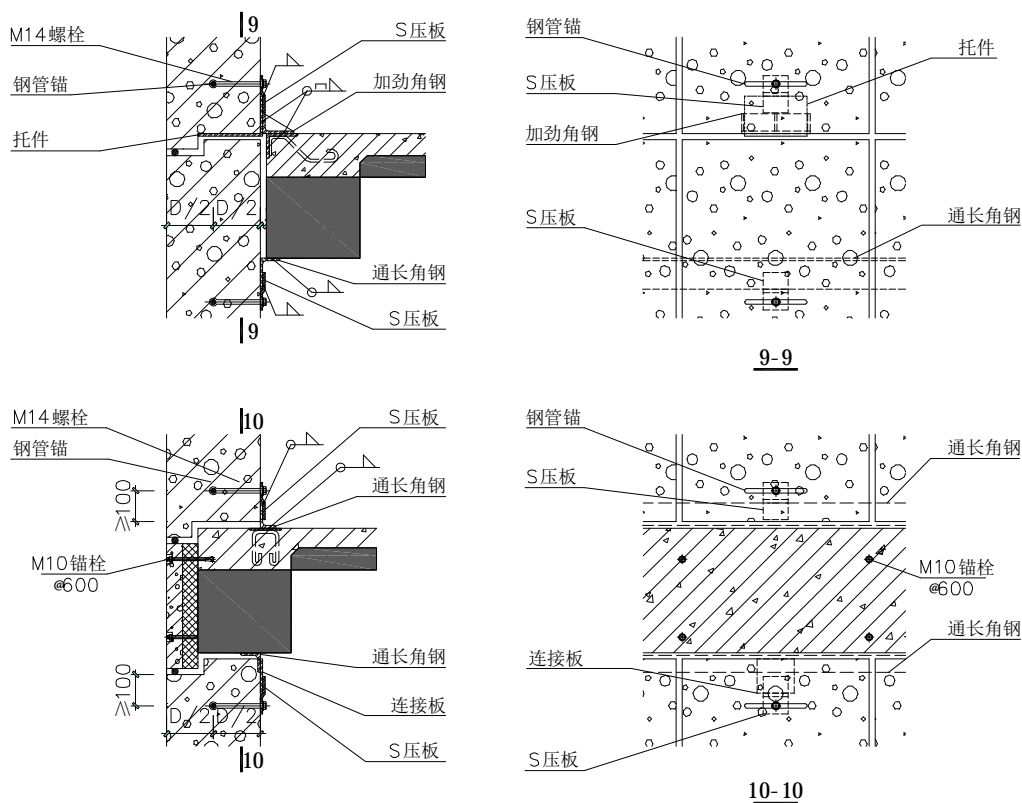 9
M14螺栓
S压板
钢管锚
加劲角钢
托件
D/2 D/2
通长角钢
S压板
9
钢管锚
托件
S压板
加劲角钢
S压板
通长角钢
9-9
M14螺栓
10
S压板
钢管锚
通长角钢
≥100
M10锚栓
@600
通长角钢
≥100
连接板
D/2 D/2
S压板
10
钢管锚
通长角钢
S压板
M10锚栓
@600
通长角钢
连接板
S压板
10-10